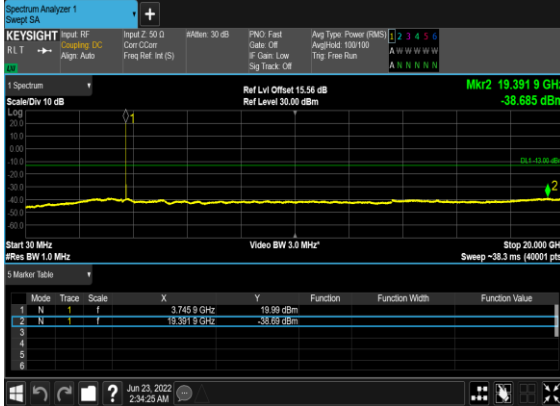 Spectrum Analyzer 1
Swept SA
+
KEYSIGHT
RLT
LXI
Input: RF
Coupling: DC
Align: Auto
Input Z: 50 Ω
Corr CCorr
Freq Ref: Int (S)
#Atten: 30 dB
PNO: Fast
Gate: Off
IF Gain: Low
Sig Track: Off
Avg Type: Power (RMS)
Avg|Hold: 100/100
Trig: Free Run
1 2 3 4 5 6
A W W W W W
A N N N N N
1 Spectrum
Scale/Div 10 dB
Ref Lvl Offset 15.56 dB
Ref Level 30.00 dBm
Mkr2 19.391 9 GHz
-38.685 dBm
Log
20.0
10.0
0.00
-10.0
-20.0
-30.0
-40.0
-50.0
-60.0
1
DL1 -13.00 dBm
2
Start 30 MHz
#Res BW 1.0 MHz
Video BW 3.0 MHz*
Stop 20.000 GH
Sweep ~38.3 ms (40001 pts
5 Marker Table
Mode Trace Scale X Y Function Function Width Function Value
1 N 1 f 3.745 9 GHz 19.99 dBm
2 N 1 f 19.391 9 GHz -38.69 dBm
3
4
5
6
?
Jun 23, 2022
2:34:25 AM